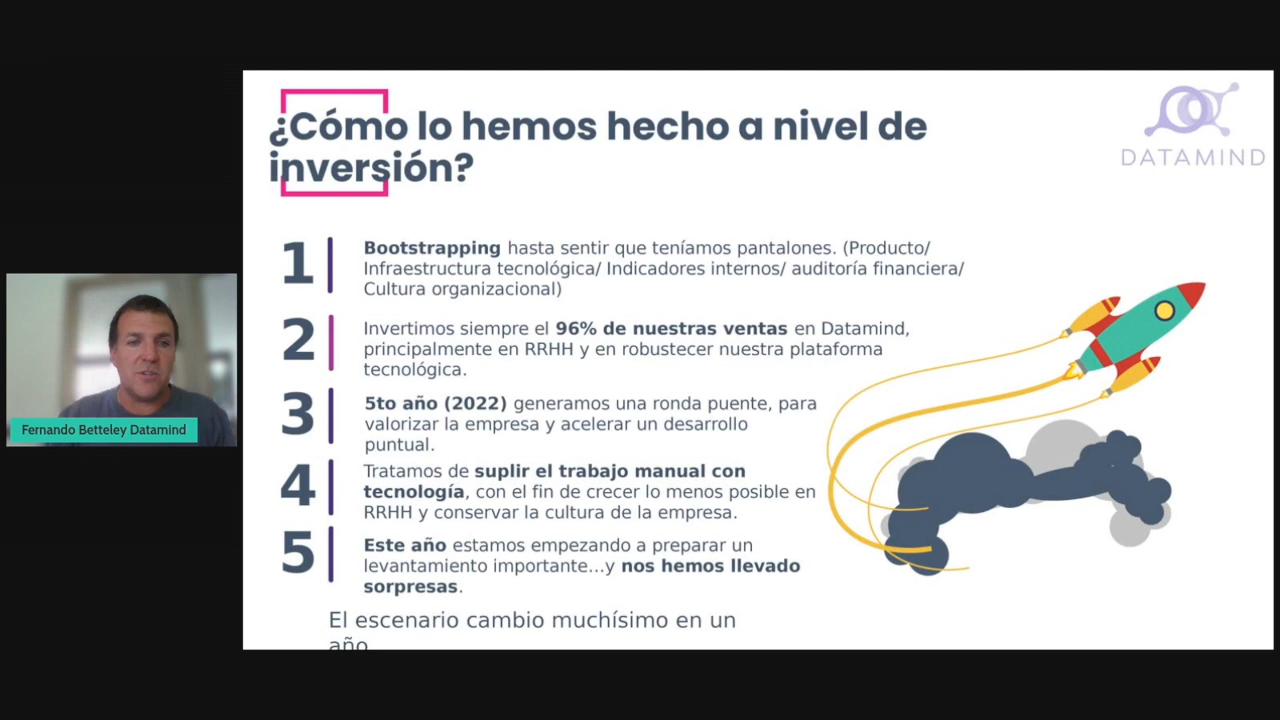 ¿Cómo lo hemos hecho a nivel de
inversión?
DATAMIND
1
Bootstrapping hasta sentir que teníamos pantalones. (Producto/
Infraestructura tecnológica/ Indicadores internos/ auditoría financiera/
Cultura organizacional)
2
Invertimos siempre el 96% de nuestras ventas en Datamind,
principalmente en RRHH y en robustecer nuestra plataforma
tecnológica.
3
5to año (2022) generamos una ronda puente, para
valorizar la empresa y acelerar un desarrollo
puntual.
4
Tratamos de suplir el trabajo manual con
tecnología, con el fin de crecer lo menos posible en
RRHH y conservar la cultura de la empresa.
5
Este año estamos empezando a preparar un
levantamiento importante...y nos hemos llevado
sorpresas.
El escenario cambio muchísimo en un
año
Fernando Betteley Datamind